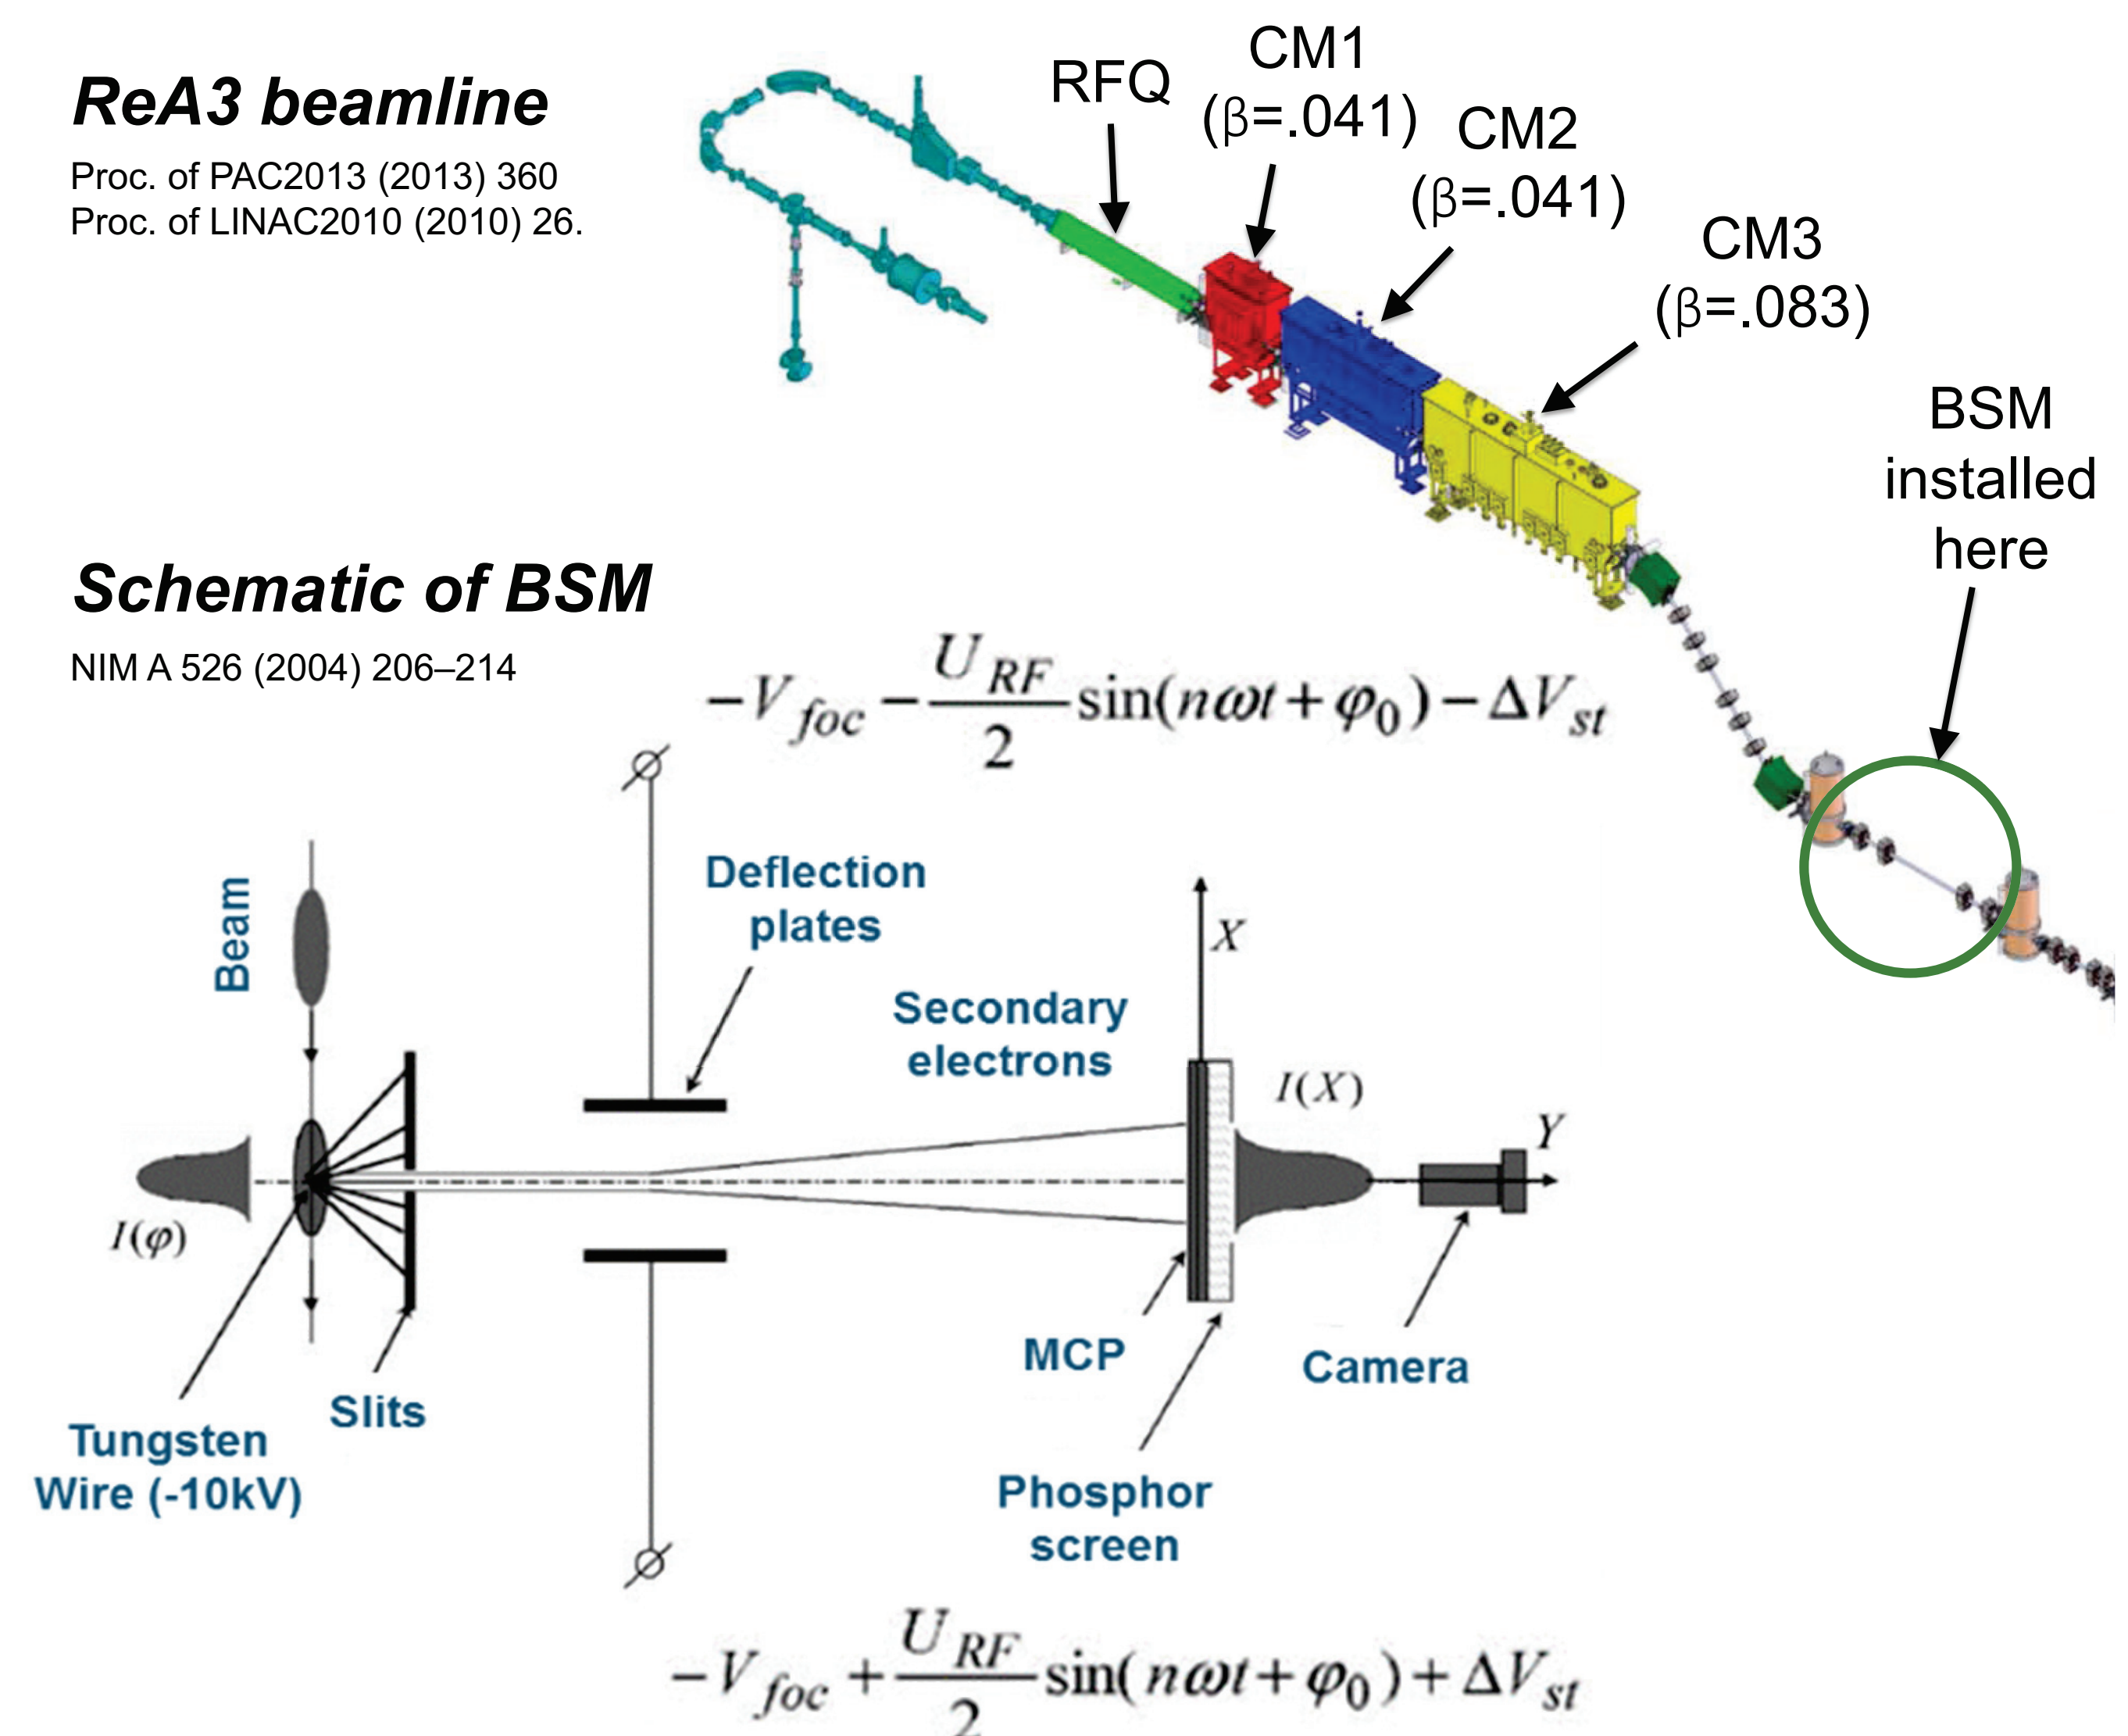 ReA3 beamline
Proc. of PAC2013 (2013) 360
Proc. of LINAC2010 (2010) 26.
RFQ
CM1
(β=.041)
CM2
(β=.041)
CM3
(β=.083)
BSM
installed
here
Schematic of BSM
NIM A 526 (2004) 206–214
−V_foc − U_RF/2 sin(nωt + φ₀) − ΔV_st
Beam
Deflection
plates
Secondary
electrons
X
I(X)
Y
I(φ)
MCP
Camera
Slits
Tungsten
Wire (-10kV)
Phosphor
screen
−V_foc + U_RF/2 sin(nωt + φ₀) + ΔV_st